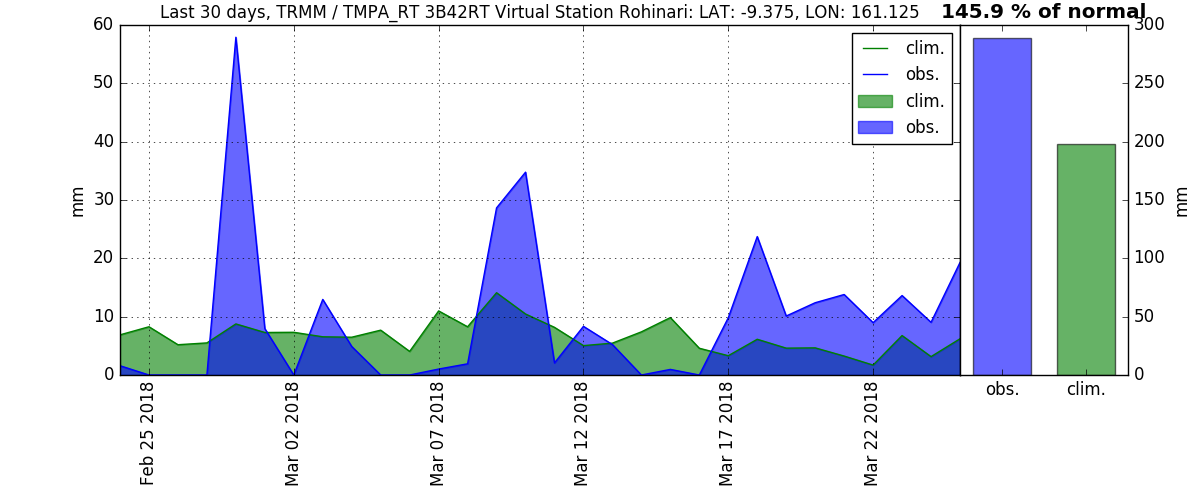 Last 30 days, TRMM / TMPA_RT 3B42RT Virtual Station Rohinari: LAT: -9.375, LON: 161.125
145.9 % of normal
60
50
40
30
20
10
0
mm
clim.
obs.
clim.
obs.
300
250
200
150
100
50
0
mm
obs.
clim.
Feb 25 2018
Mar 02 2018
Mar 07 2018
Mar 12 2018
Mar 17 2018
Mar 22 2018